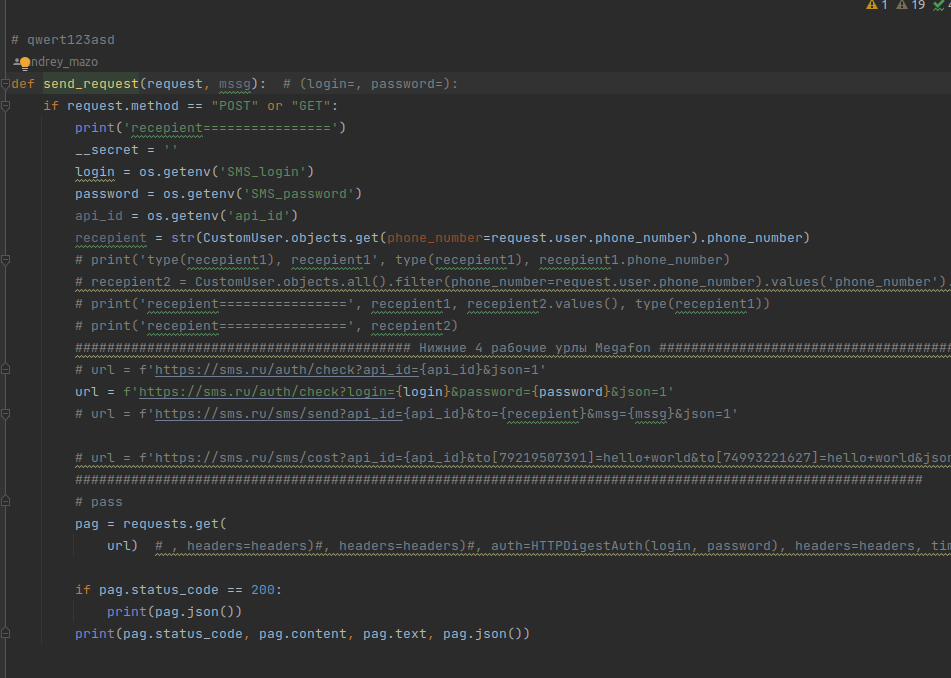 1 19 4
# qwert123asd
andrey_mazo
def send_request(request, mssg):  # (login=, password=):
    if request.method == "POST" or "GET":
        print('recepient================')
        __secret = ''
        login = os.getenv('SMS_login')
        password = os.getenv('SMS_password')
        api_id = os.getenv('api_id')
        recepient = str(CustomUser.objects.get(phone_number=request.user.phone_number).phone_number)
        # print('type(recepient1), recepient1', type(recepient1), recepient1.phone_number)
        # recepient2 = CustomUser.objects.all().filter(phone_number=request.user.phone_number).values('phone_number').
        # print('recepient================', recepient1, recepient2.values(), type(recepient1))
        # print('recepient================', recepient2)
        ########################################## Нижние 4 рабочие урлы Megafon #####################################
        # url = f'https://sms.ru/auth/check?api_id={api_id}&json=1'
        url = f'https://sms.ru/auth/check?login={login}&password={password}&json=1'
        # url = f'https://sms.ru/sms/send?api_id={api_id}&to={recepient}&msg={mssg}&json=1'
        # url = f'https://sms.ru/sms/cost?api_id={api_id}&to[79219507391]=hello+world&to[74993221627]=hello+world&json
        ##########################################################################################################
        # pass
        pag = requests.get(
            url)  # , headers=headers)#, headers=headers)#, auth=HTTPDigestAuth(login, password), headers=headers, tim
        if pag.status_code == 200:
            print(pag.json())
        print(pag.status_code, pag.content, pag.text, pag.json())